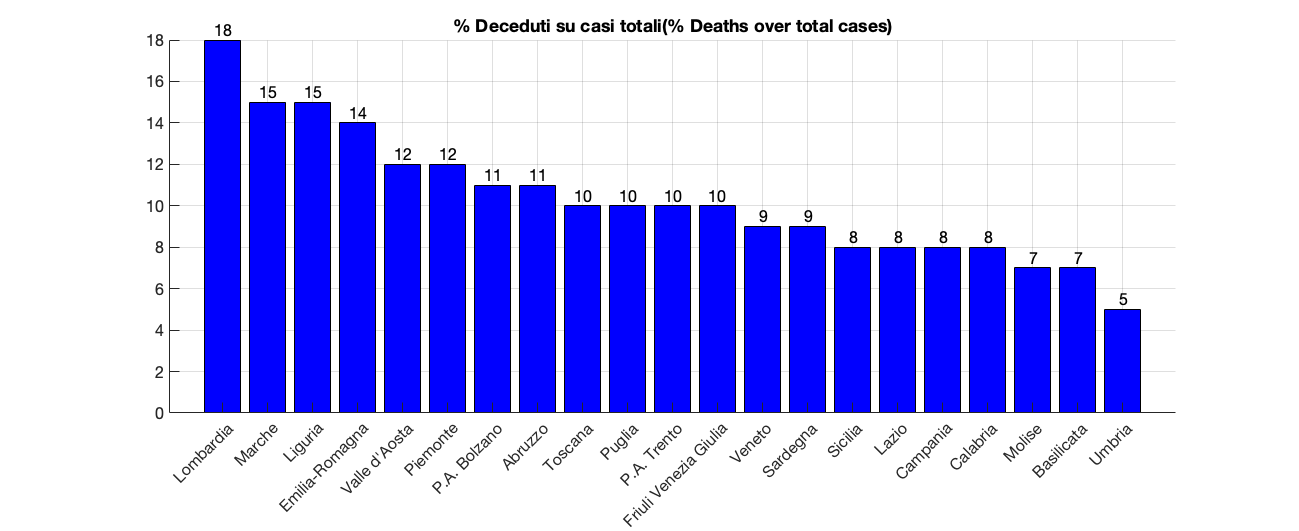 % Deceduti su casi totali(% Deaths over total cases)
18
16
14
12
10
8
6
4
2
0
18
15
15
14
12
12
11
11
10
10
10
10
9
9
8
8
8
8
7
7
5
Lombardia
Marche
Liguria
Emilia-Romagna
Valle d'Aosta
Piemonte
P.A. Bolzano
Abruzzo
Toscana
Puglia
P.A. Trento
Friuli Venezia Giulia
Veneto
Sardegna
Sicilia
Lazio
Campania
Calabria
Molise
Basilicata
Umbria